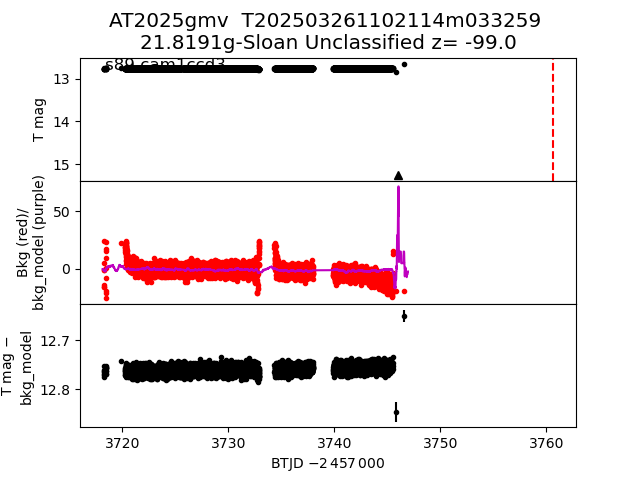 AT2025gmv T202503261102114m033259
21.8191g-Sloan Unclassified z= -99.0
s89 cam1ccd3
13
14
15
T mag
50
0
Bkg (red)/
bkg_model (purple)
12.7
12.8
T mag −
bkg_model
3720 3730 3740 3750 3760
BTJD −2 457 000